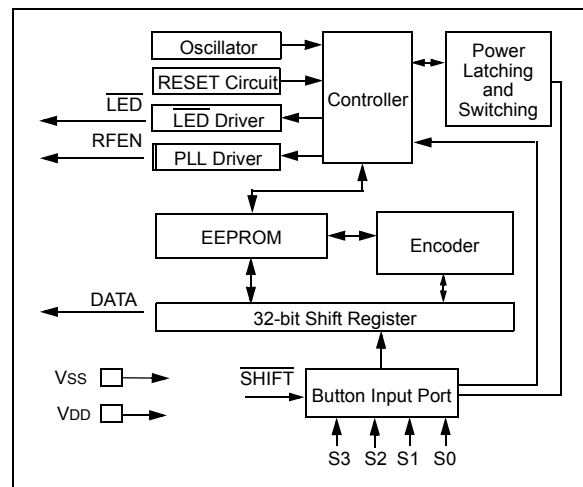 Oscillator
RESET Circuit
LED
LED Driver
RFEN
PLL Driver
Controller
Power
Latching
and
Switching
EEPROM
Encoder
DATA
32-bit Shift Register
VSS
VDD
SHIFT
Button Input Port
S3 S2 S1 S0